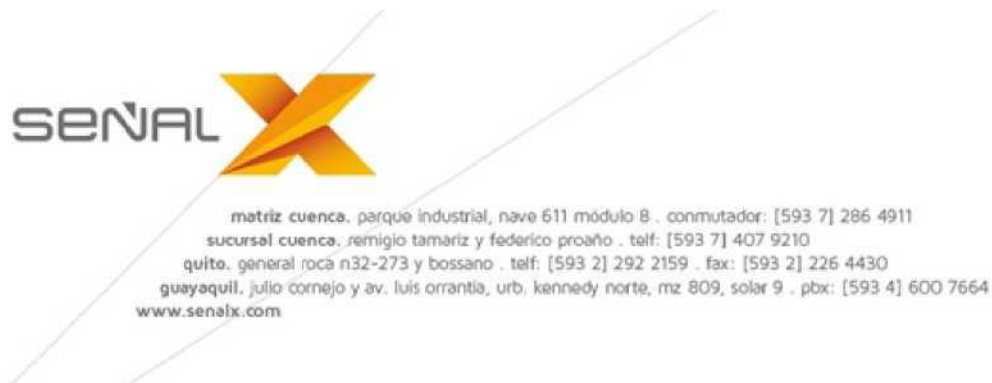 SEÑAL X
matriz cuenca. parque industrial, nave 611 módulo 8 . conmutador: [593 7] 286 4911
sucursal cuenca. remigio tamariz y federico proaño . telf: [593 7] 407 9210
quito. general roca n32-273 y bossano . telf: [593 2] 292 2159 . fax: [593 2] 226 4430
guayaquil. julio cornejo y av. luis orrantia, urb. kennedy norte, mz 809, solar 9 . pbx: [593 4] 600 7664
www.senalx.com